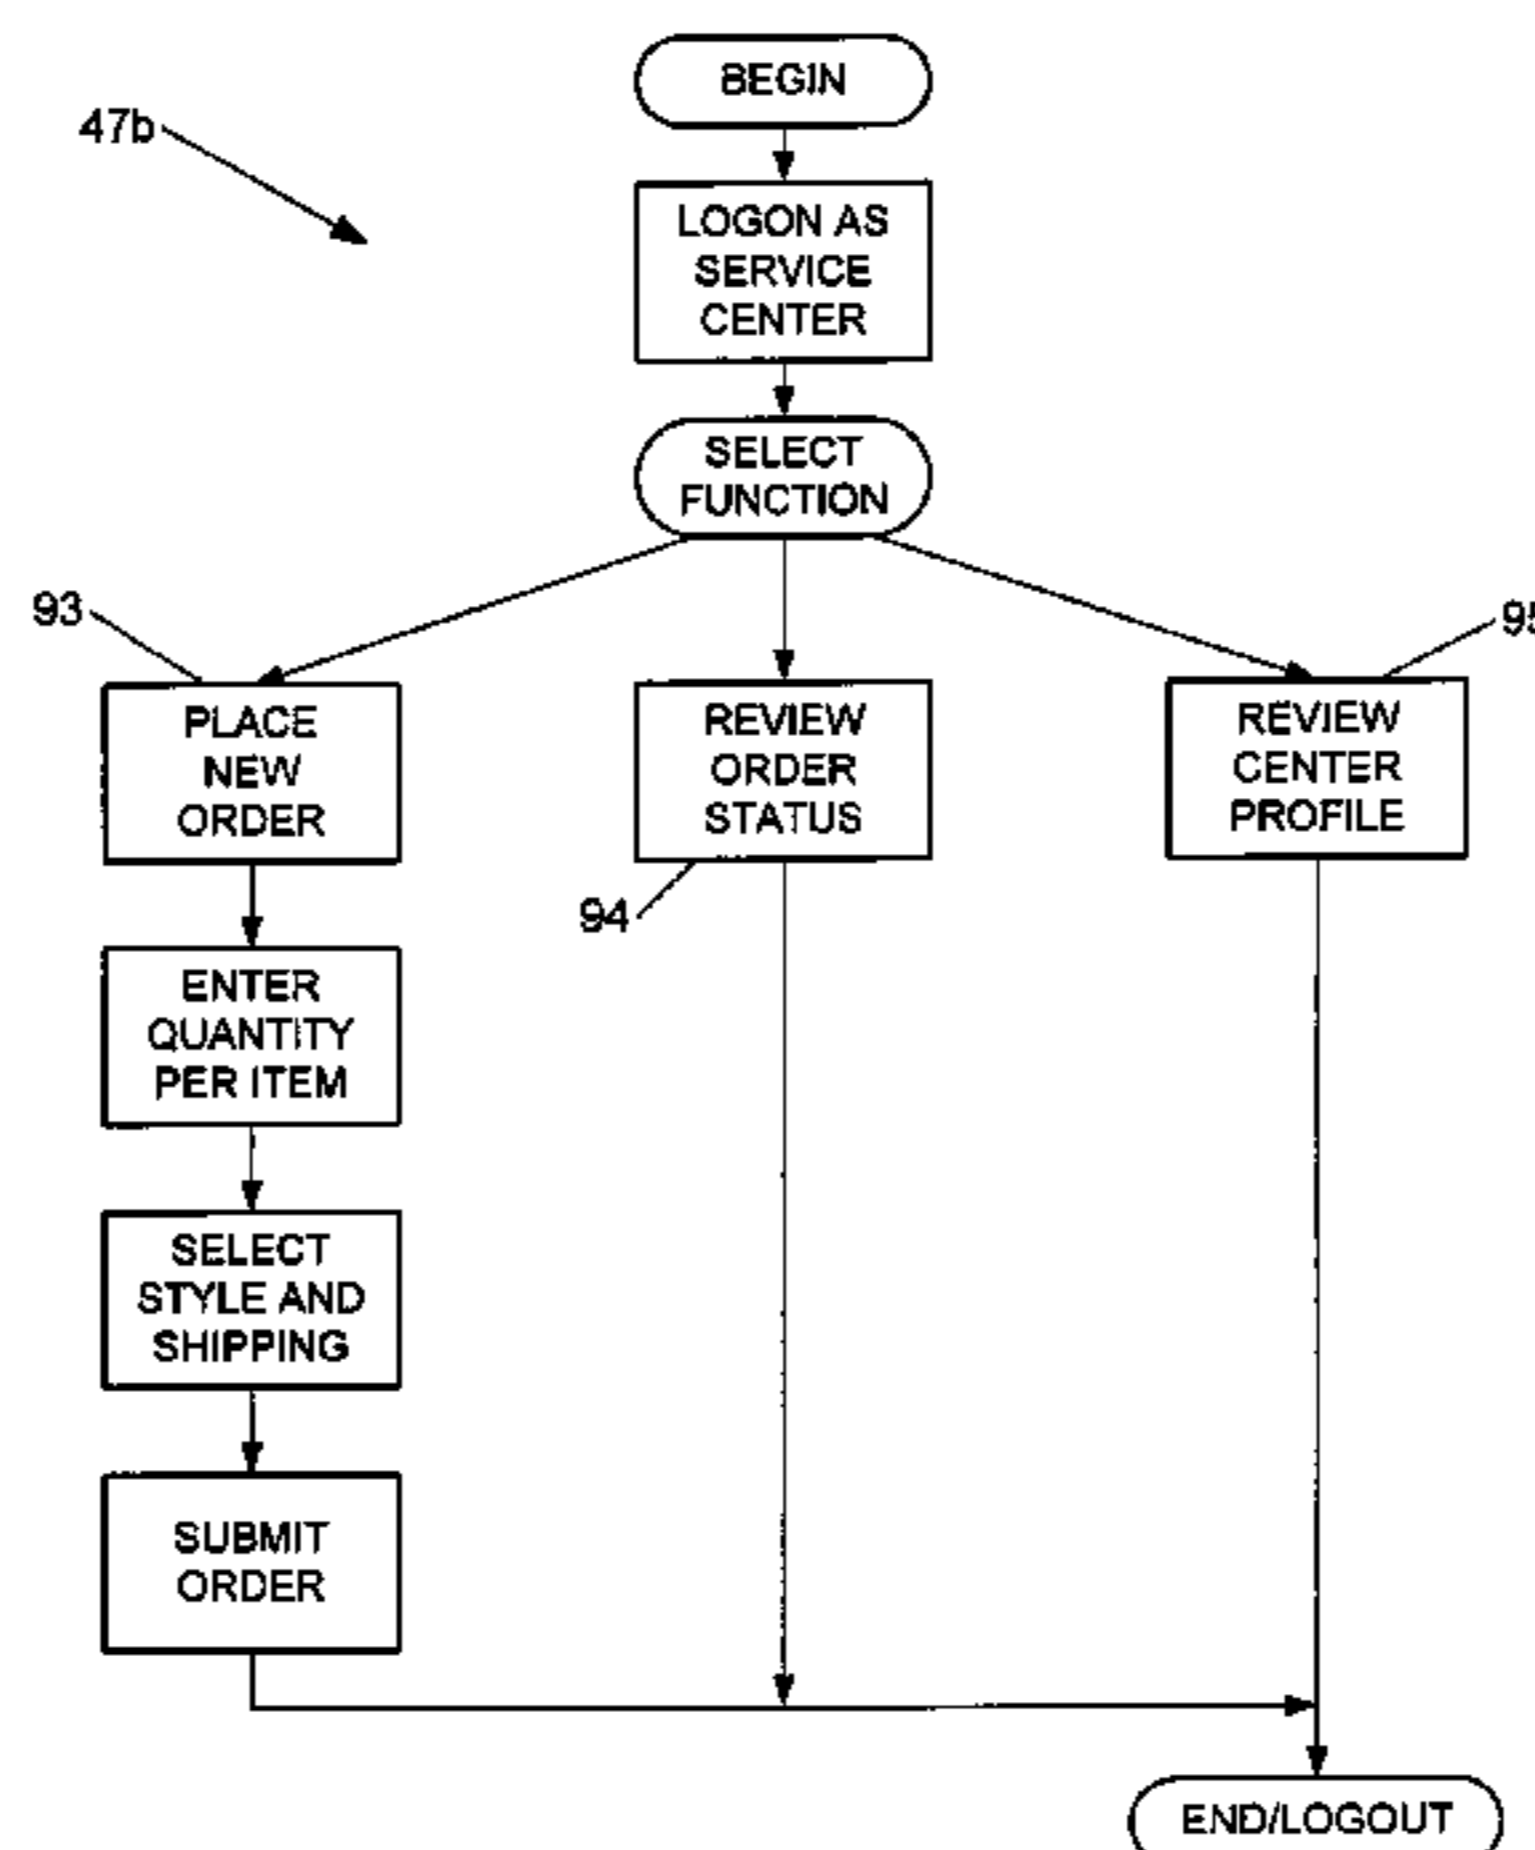 BEGIN
47b
LOGON AS
SERVICE
CENTER
SELECT
FUNCTION
93
95
PLACE
NEW
ORDER
REVIEW
ORDER
STATUS
REVIEW
CENTER
PROFILE
94
ENTER
QUANTITY
PER ITEM
SELECT
STYLE AND
SHIPPING
SUBMIT
ORDER
END/LOGOUT